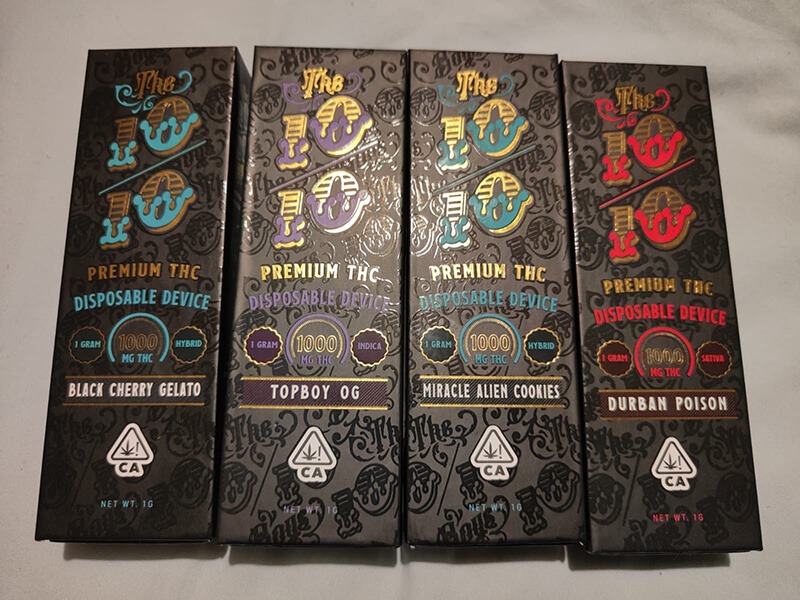 The
10
10
PREMIUM THC
DISPOSABLE DEVICE
1 GRAM
1000
MG THC
HYBRID
BLACK CHERRY GELATO
CA
NET WT. 1G
The
10
10
PREMIUM THC
DISPOSABLE DEVICE
1 GRAM
1000
MG THC
INDICA
TOPBOY OG
CA
NET WT. 1G
The
10
10
PREMIUM THC
DISPOSABLE DEVICE
1 GRAM
1000
MG THC
HYBRID
MIRACLE ALIEN COOKIES
CA
NET WT. 1G
The
10
10
PREMIUM THC
DISPOSABLE DEVICE
1 GRAM
1000
MG THC
SATIVA
DURBAN POISON
CA
NET WT. 1G